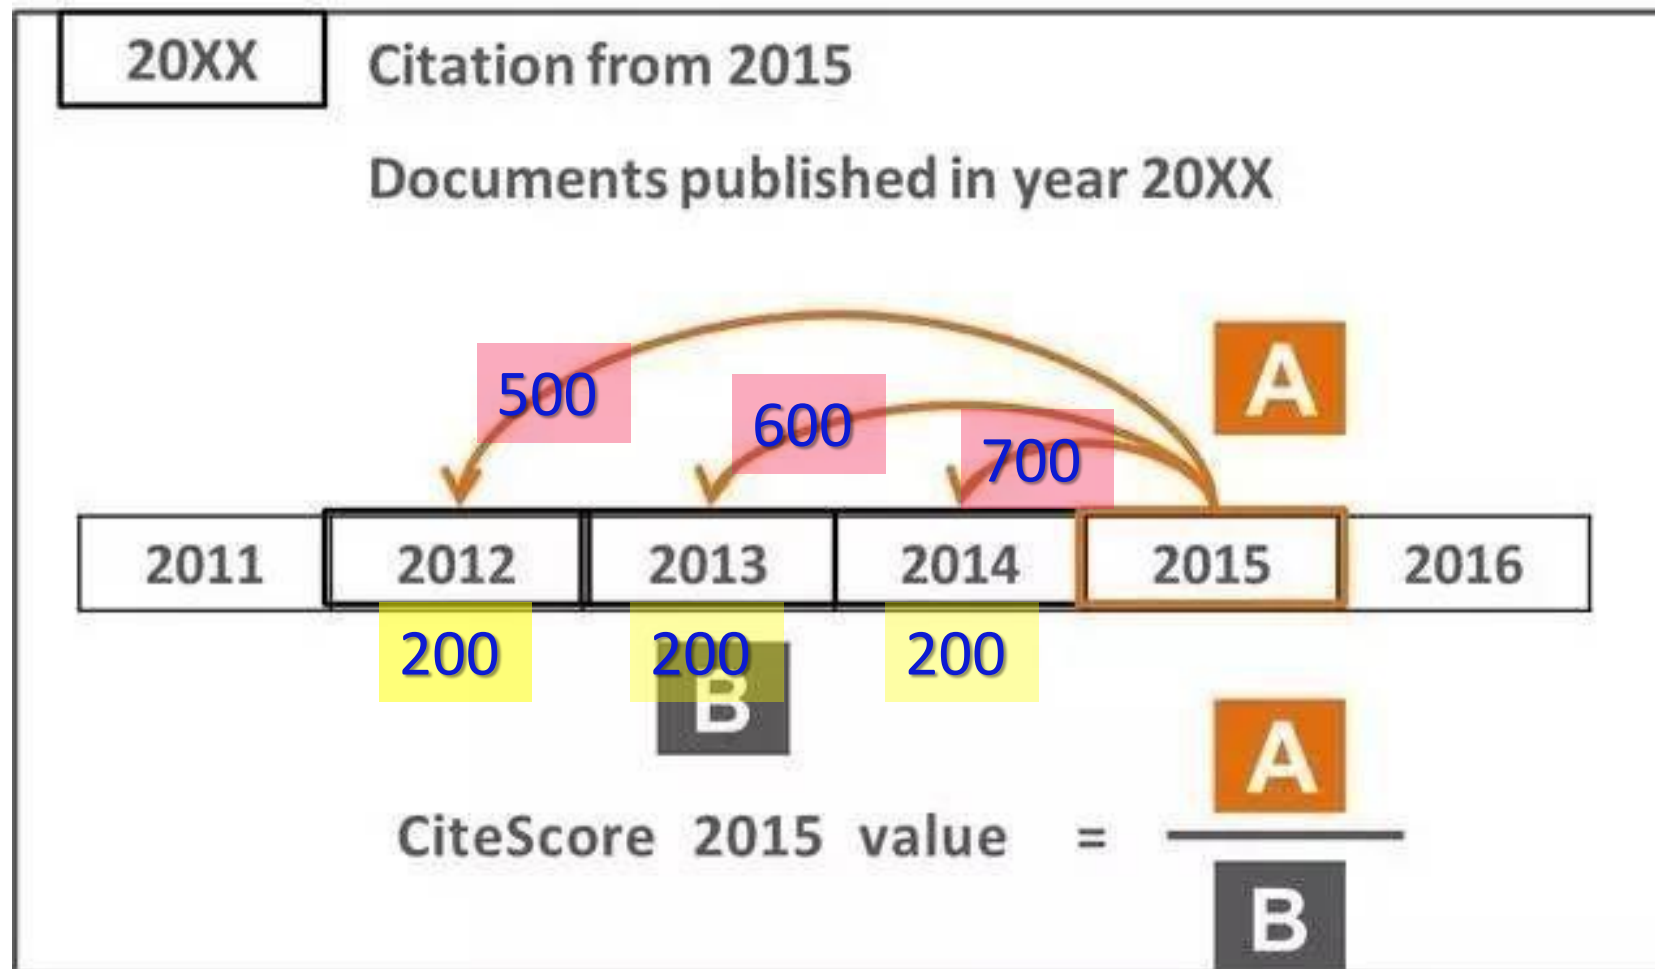 20XX Citation from 2015
Documents published in year 20XX
A
500
600
700
2011 2012 2013 2014 2015 2016
200 200 200
B
A
CiteScore 2015 value =
B